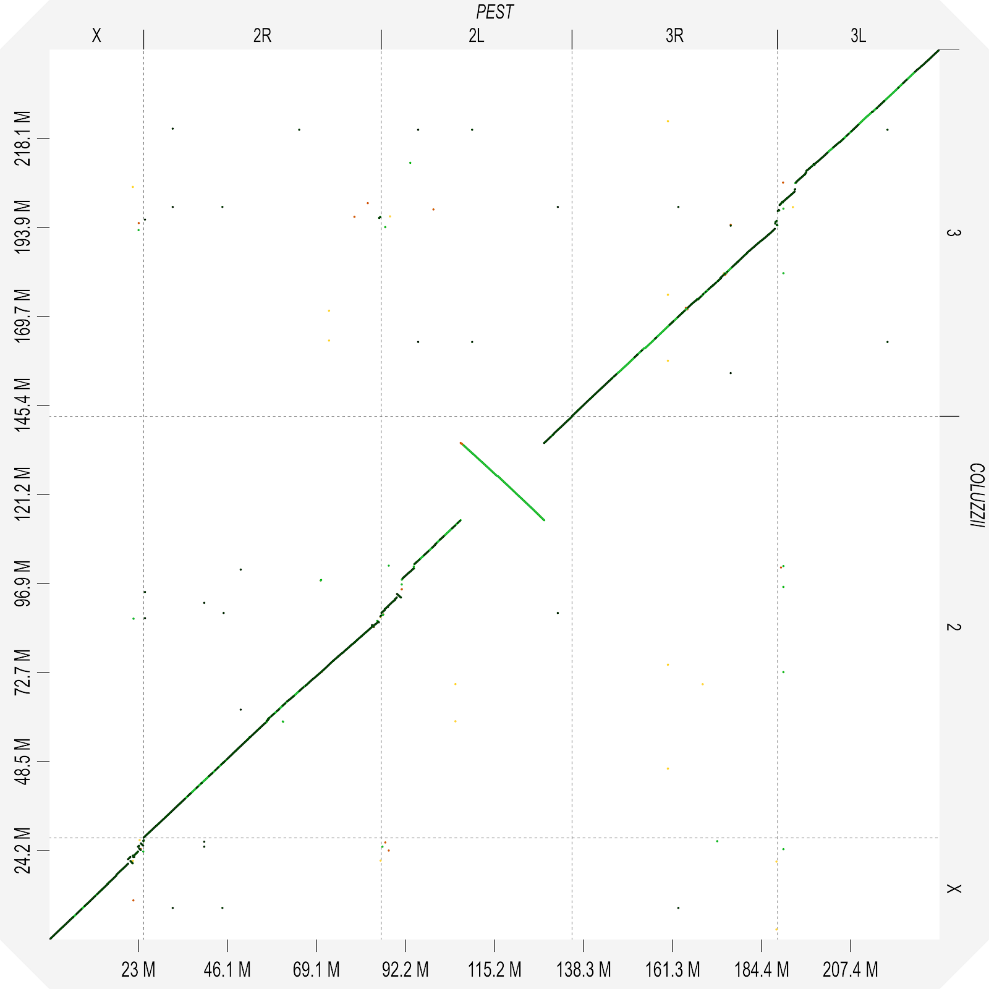 PEST
X 2R 2L 3R 3L
218.1 M
193.9 M
169.7 M
145.4 M
121.2 M
96.9 M
72.7 M
48.5 M
24.2 M
3
COLUZZII
2
X
23 M 46.1 M 69.1 M 92.2 M 115.2 M 138.3 M 161.3 M 184.4 M 207.4 M